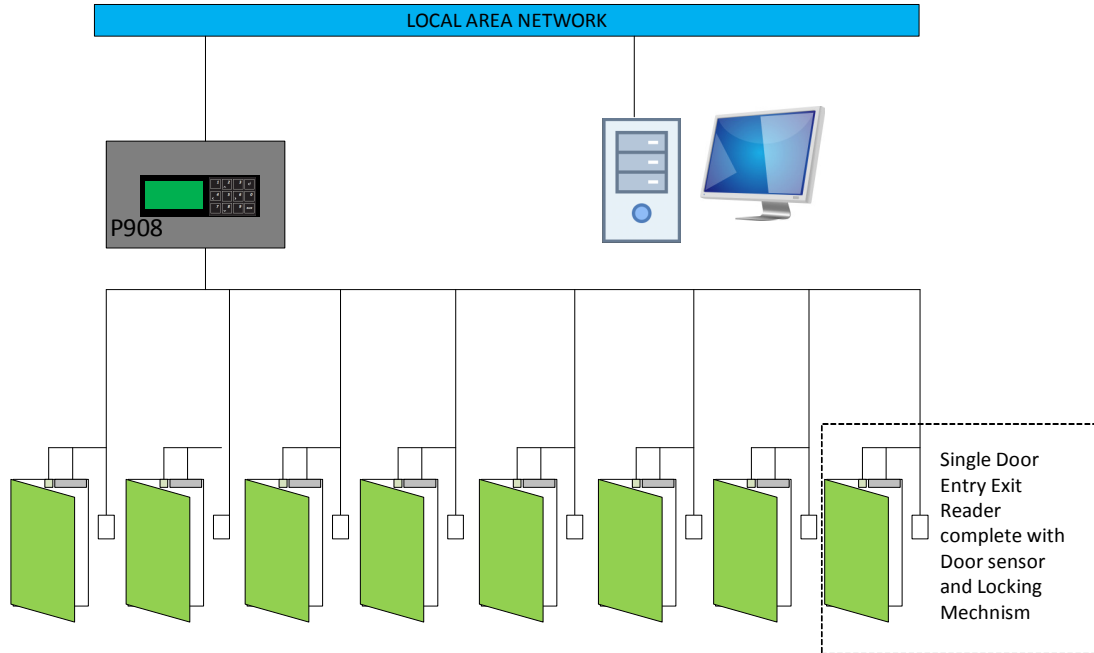 LOCAL AREA NETWORK
P908
Single Door
Entry Exit
Reader
complete with
Door sensor
and Locking
Mechnism